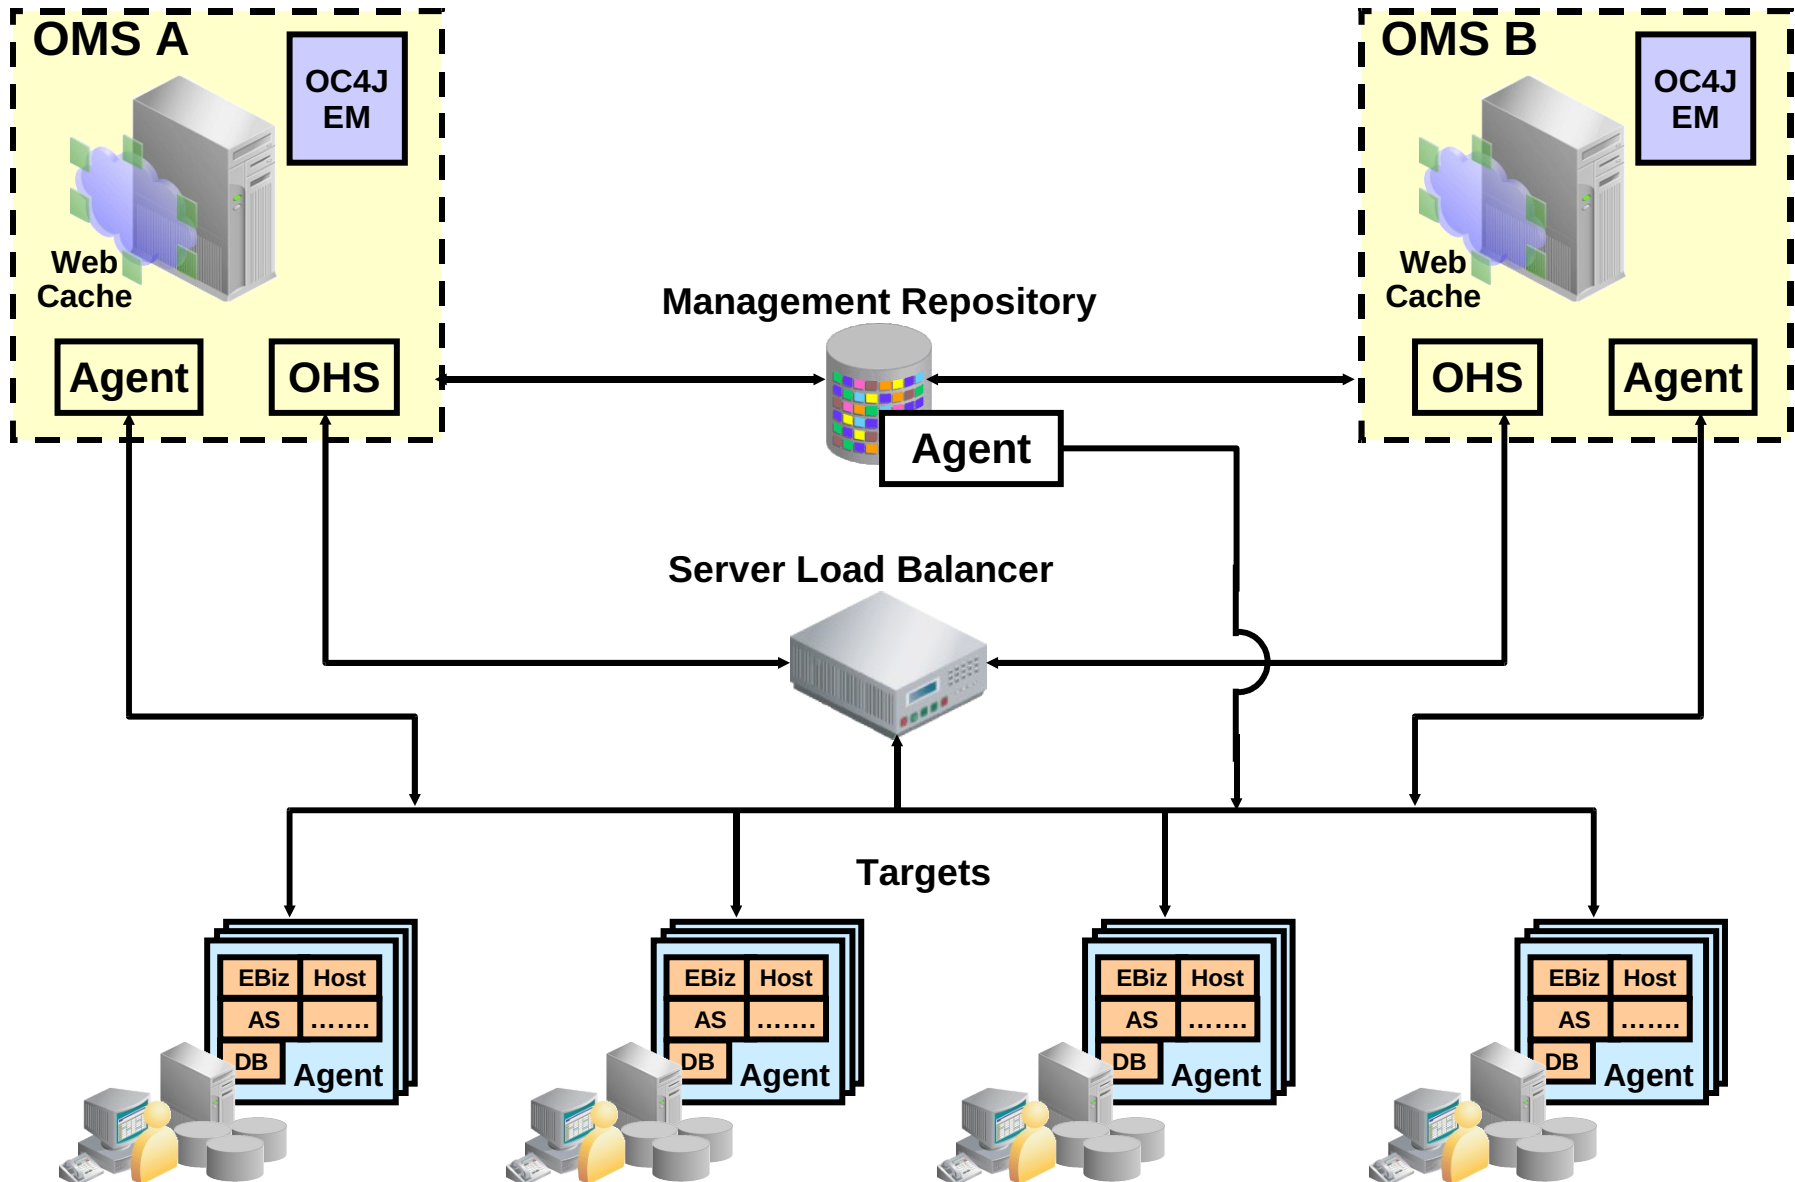 OMS A
OC4J
EM
Web
Cache
Agent
OHS
OMS B
OC4J
EM
Web
Cache
OHS
Agent
Management Repository
Agent
Server Load Balancer
Targets
EBiz
Host
AS
.......
DB
Agent
EBiz
Host
AS
.......
DB
Agent
EBiz
Host
AS
.......
DB
Agent
EBiz
Host
AS
.......
DB
Agent